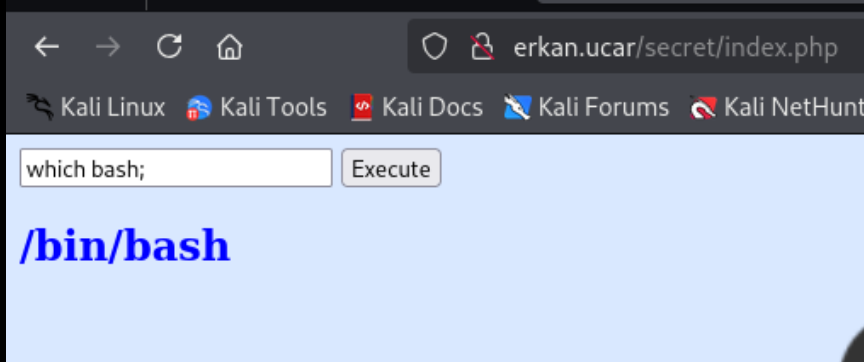 erkan.ucar/secret/index.php
Kali Linux Kali Tools Kali Docs Kali Forums Kali NetHunt
which bash; Execute
/bin/bash